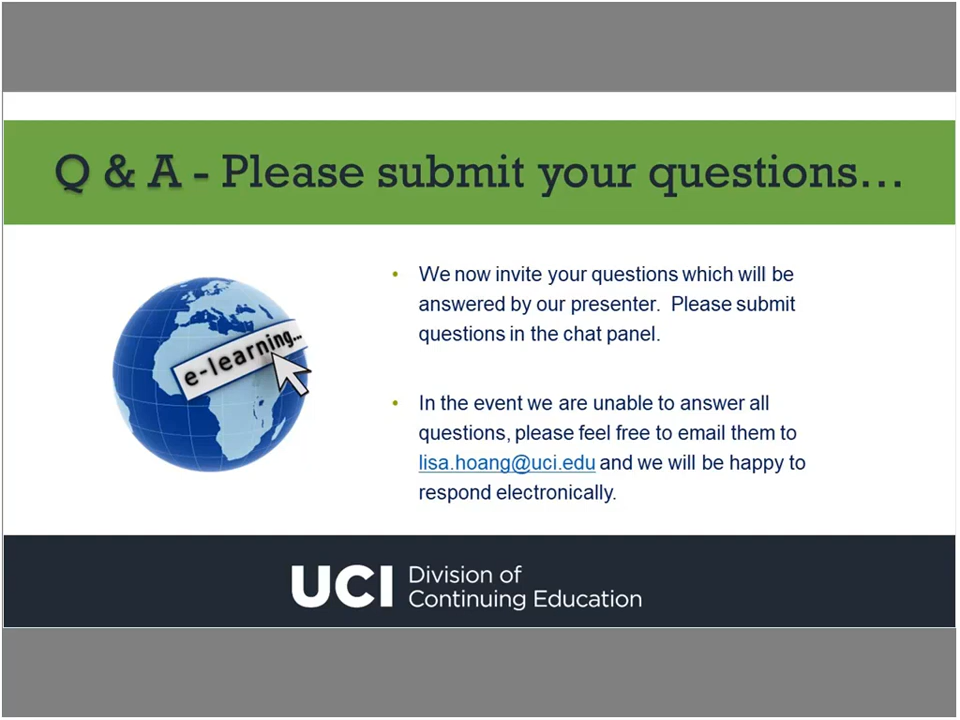 Q & A - Please submit your questions...
e-learning...
We now invite your questions which will be
answered by our presenter.  Please submit
questions in the chat panel.
In the event we are unable to answer all
questions, please feel free to email them to
lisa.hoang@uci.edu and we will be happy to
respond electronically.
UCI Division of
Continuing Education